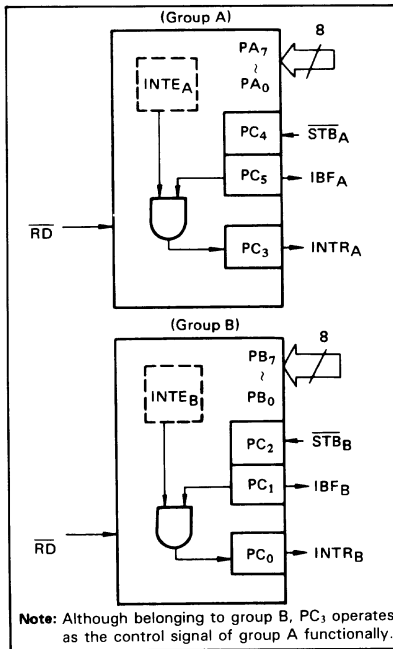 (Group A)
8
PA7
~
PA0
INTEA
PC4
STBA
PC5
IBFA
RD
PC3
INTRA
(Group B)
8
PB7
~
PB0
INTEB
PC2
STBB
PC1
IBFB
RD
PC0
INTRB
Note: Although belonging to group B, PC3 operates
as the control signal of group A functionally.